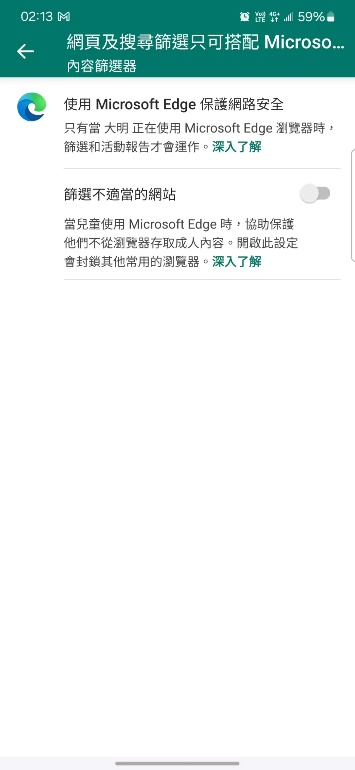 02:13
59%
網頁及搜尋篩選只可搭配 Microso...
內容篩選器
使用 Microsoft Edge 保護網路安全
只有當 大明 正在使用 Microsoft Edge 瀏覽器時，
篩選和活動報告才會運作。深入了解
篩選不適當的網站
當兒童使用 Microsoft Edge 時，協助保護
他們不從瀏覽器存取成人內容。開啟此設定
會封鎖其他常用的瀏覽器。深入了解